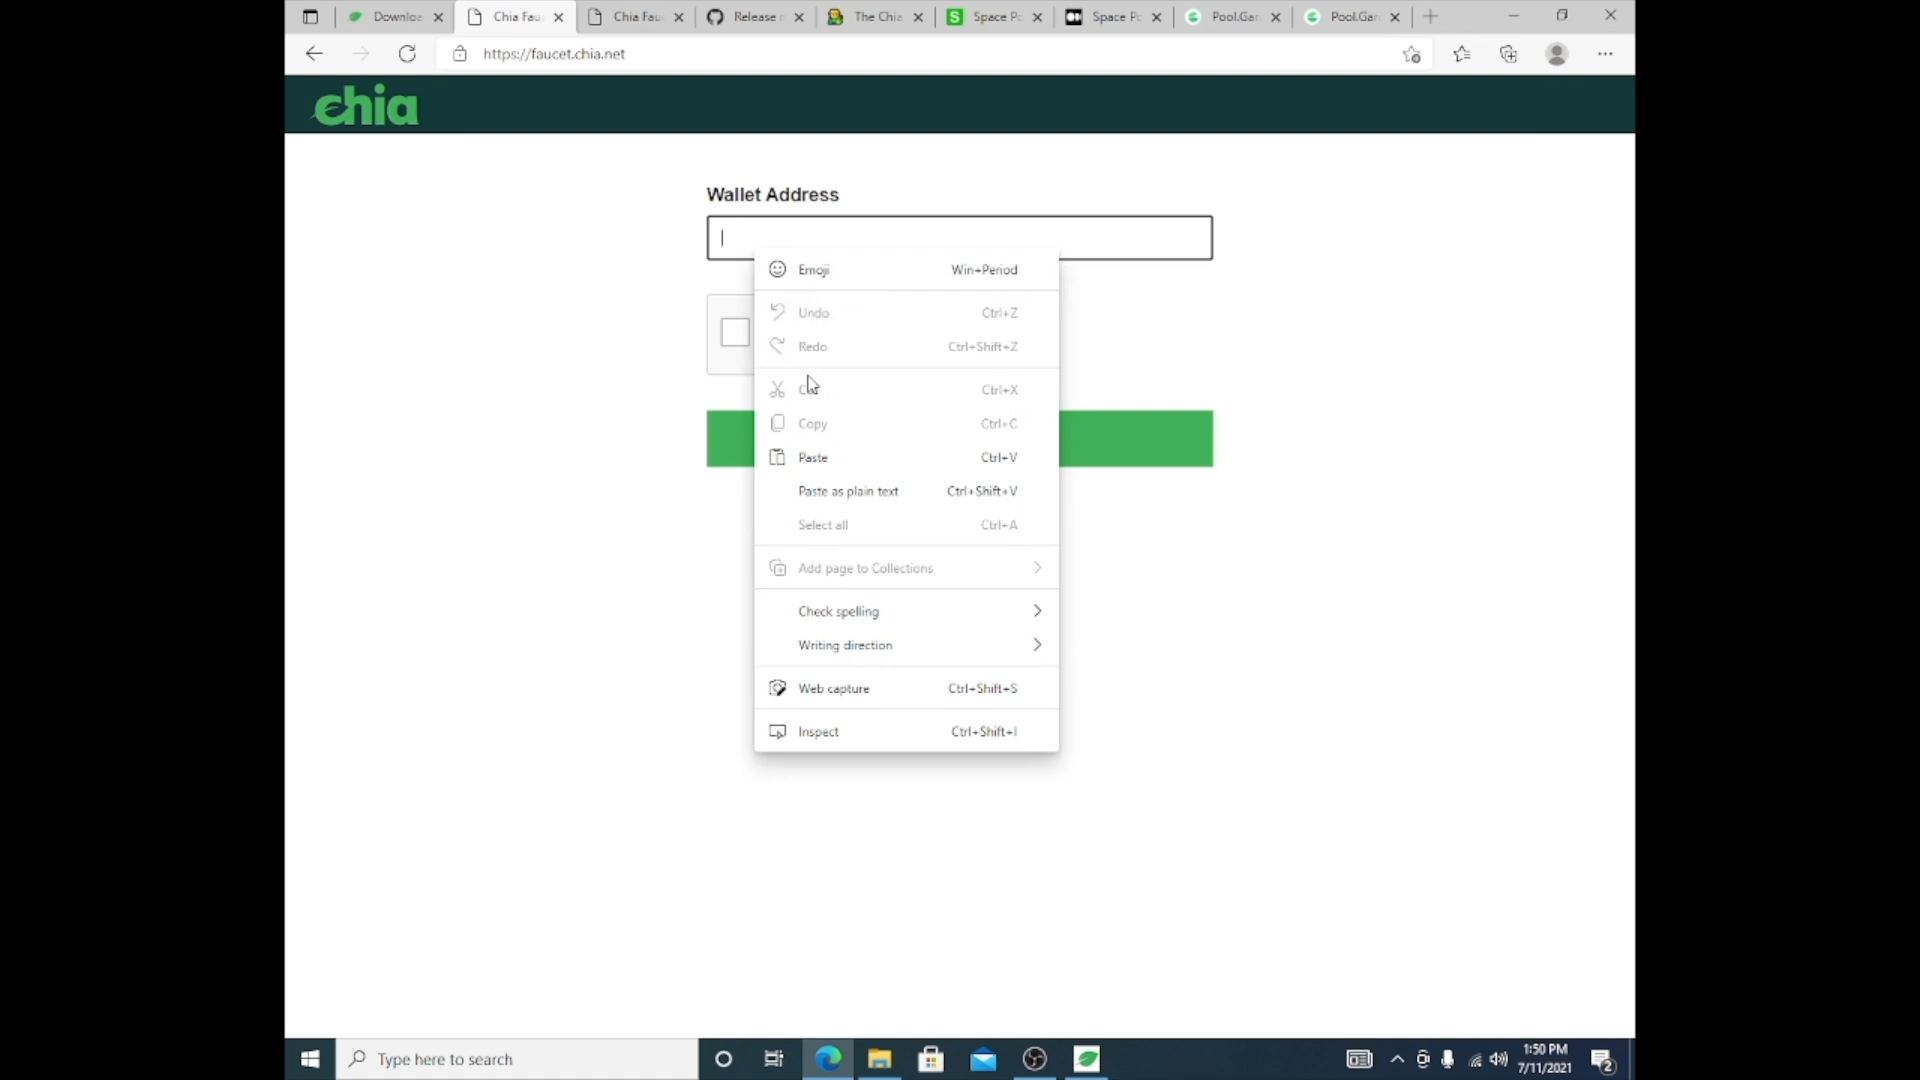 Downloa
Chia Fau
Chia Fau
Release r
The Chia
Space Po
Space Po
Pool.Gar
Pool.Gar
https://faucet.chia.net
chia
Wallet Address
Emoji Win+Period
Undo Ctrl+Z
Redo Ctrl+Shift+Z
Ctrl+X
Copy Ctrl+C
Paste Ctrl+V
Paste as plain text Ctrl+Shift+V
Select all Ctrl+A
Add page to Collections
Check spelling
Writing direction
Web capture Ctrl+Shift+S
Inspect Ctrl+Shift+I
Type here to search
1:50 PM
7/11/2021
2